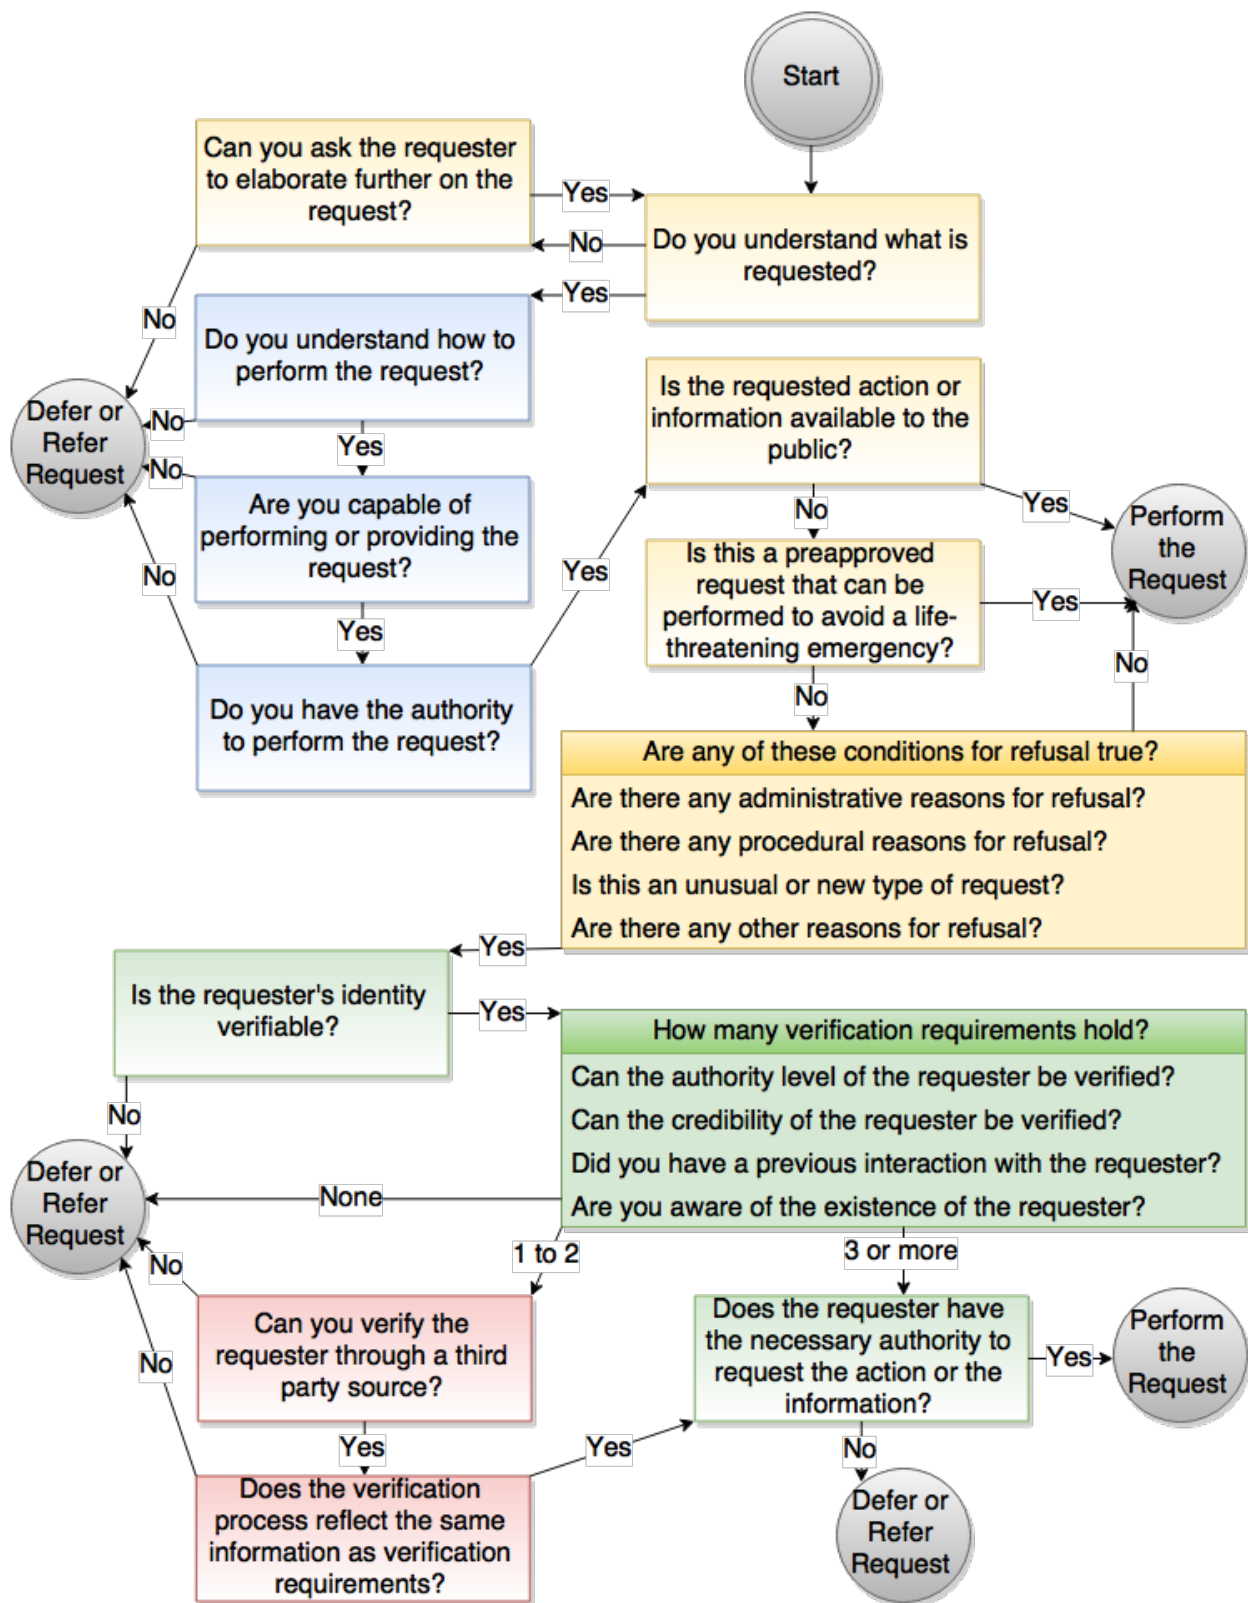 Start
Can you ask the requester
to elaborate further on the
request?
Yes
No
Do you understand what is
requested?
Yes
No
Do you understand how to
perform the request?
Is the requested action or
information available to the
public?
Defer or
Refer
Request
No
Yes
No
Are you capable of
performing or providing the
request?
No
Yes
Perform
the
Request
No
Yes
Is this a preapproved
request that can be
performed to avoid a life-
threatening emergency?
Yes
Yes
No
No
Do you have the authority
to perform the request?
Are any of these conditions for refusal true?
Are there any administrative reasons for refusal?
Are there any procedural reasons for refusal?
Is this an unusual or new type of request?
Are there any other reasons for refusal?
Yes
Is the requester's identity
verifiable?
Yes
How many verification requirements hold?
Can the authority level of the requester be verified?
Can the credibility of the requester be verified?
Did you have a previous interaction with the requester?
Are you aware of the existence of the requester?
No
Defer or
Refer
Request
None
1 to 2
3 or more
No
Can you verify the
requester through a third
party source?
Does the requester have
the necessary authority to
request the action or the
information?
Yes
Perform
the
Request
No
Yes
Yes
No
Does the verification
process reflect the same
information as verification
requirements?
Defer or
Refer
Request